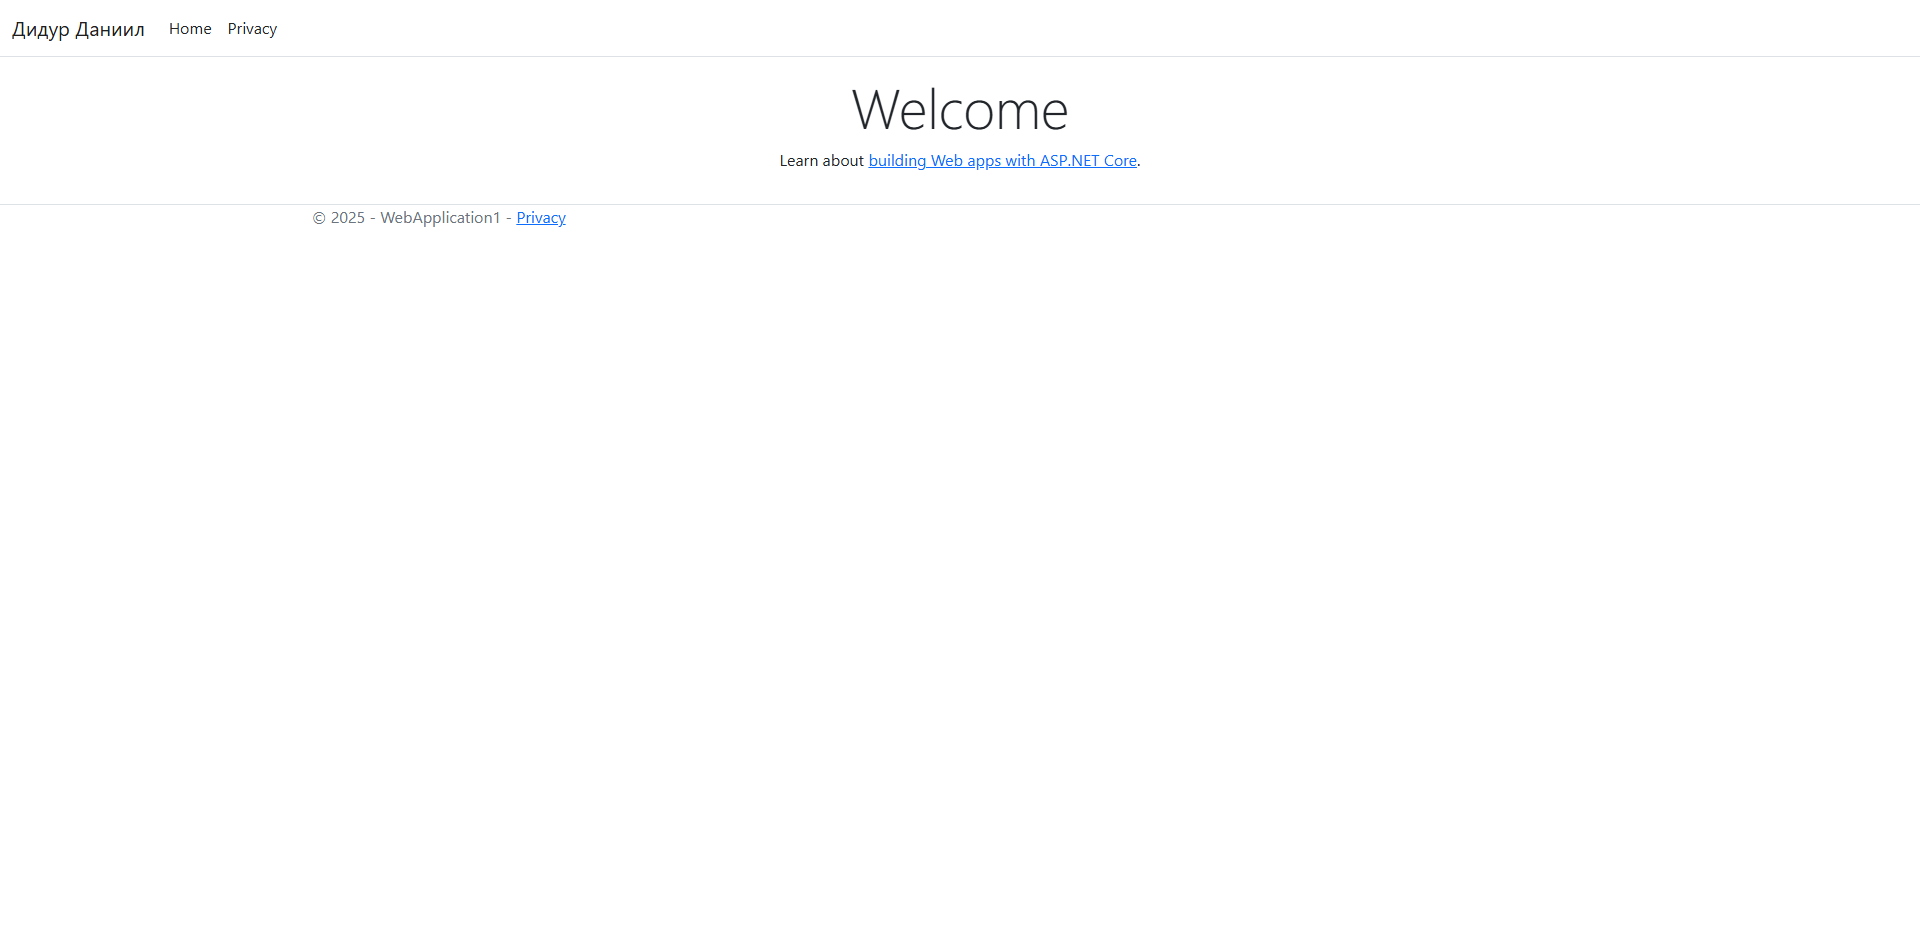 Дидур Даниил Home Privacy
Welcome
Learn about building Web apps with ASP.NET Core.
© 2025 - WebApplication1 - Privacy